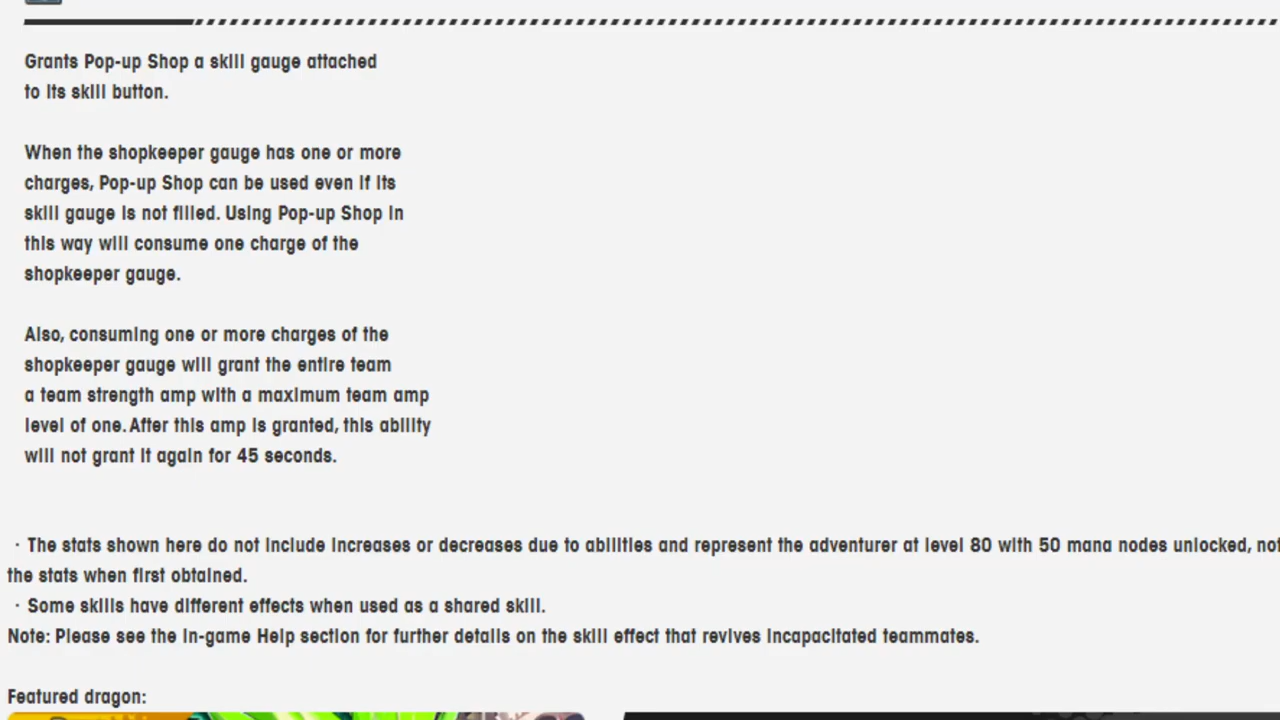 Grants Pop-up Shop a skill gauge attached
to its skill button.
When the shopkeeper gauge has one or more
charges, Pop-up Shop can be used even if its
skill gauge is not filled. Using Pop-up Shop in
this way will consume one charge of the
shopkeeper gauge.
Also, consuming one or more charges of the
shopkeeper gauge will grant the entire team
a team strength amp with a maximum team amp
level of one. After this amp is granted, this ability
will not grant it again for 45 seconds.
· The stats shown here do not include increases or decreases due to abilities and represent the adventurer at level 80 with 50 mana nodes unlocked, not
the stats when first obtained.
· Some skills have different effects when used as a shared skill.
Note: Please see the in-game Help section for further details on the skill effect that revives incapacitated teammates.
Featured dragon: